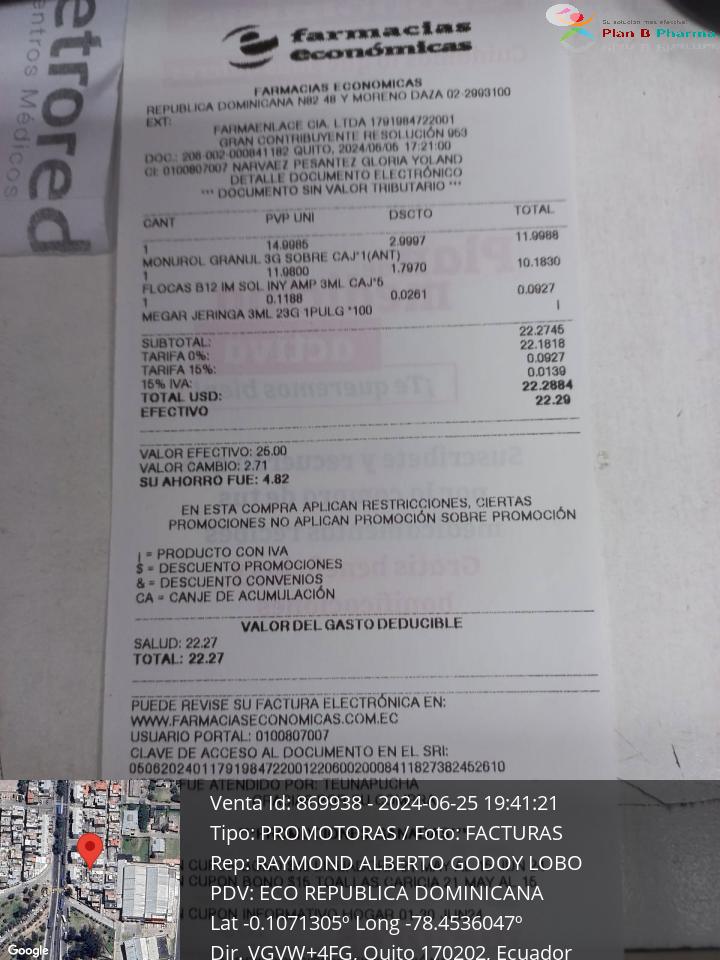 etrored
entros Médicos
Su solución más efectiva!
Plan B Pharma
farmacias
económicas
FARMACIAS ECONOMICAS
REPUBLICA DOMINICANA N82 48 Y MORENO DAZA 02-2993100
EXT:
FARMAENLACE CIA. LTDA 1791984722001
GRAN CONTRIBUYENTE RESOLUCIÓN 953
DOC.: 208-002-000841182 QUITO, 2024/06/05 17:21:00
CI: 0100807007 NARVAEZ PESANTEZ GLORIA YOLAND
DETALLE DOCUMENTO ELECTRÓNICO
*** DOCUMENTO SIN VALOR TRIBUTARIO ***
CANT PVP UNI DSCTO TOTAL
1 14.9985 2.9997 11.9988
MONUROL GRANUL 3G SOBRE CAJ*1(ANT)
1 11.9800 1.7970 10.1830
FLOCAS B12 IM SOL INY AMP 3ML CAJ*5
1 0.1188 0.0261 0.0927
MEGAR JERINGA 3ML 23G 1PULG *100 |
SUBTOTAL: 22.2745
TARIFA 0%: 22.1818
TARIFA 15%: 0.0927
15% IVA: 0.0139
TOTAL USD: 22.2884
EFECTIVO 22.29
VALOR EFECTIVO: 25.00
VALOR CAMBIO: 2.71
SU AHORRO FUE: 4.82
EN ESTA COMPRA APLICAN RESTRICCIONES, CIERTAS
PROMOCIONES NO APLICAN PROMOCIÓN SOBRE PROMOCIÓN
| = PRODUCTO CON IVA
$ = DESCUENTO PROMOCIONES
& = DESCUENTO CONVENIOS
CA = CANJE DE ACUMULACIÓN
VALOR DEL GASTO DEDUCIBLE
SALUD: 22.27
TOTAL: 22.27
PUEDE REVISE SU FACTURA ELECTRÓNICA EN:
WWW.FARMACIASECONOMICAS.COM.EC
USUARIO PORTAL: 0100807007
CLAVE DE ACCESO AL DOCUMENTO EN EL SRI:
0506202401179198472200122060020008411827382452610
FUE ATENDIDO POR: TEUNAPUCHA
Venta Id: 869938 - 2024-06-25 19:41:21
Tipo: PROMOTORAS / Foto: FACTURAS
Rep: RAYMOND ALBERTO GODOY LOBO
PDV: ECO REPUBLICA DOMINICANA
Lat -0.1071305º Long -78.4536047º
Dir. VGVW+4FG, Quito 170202, Ecuador
Google